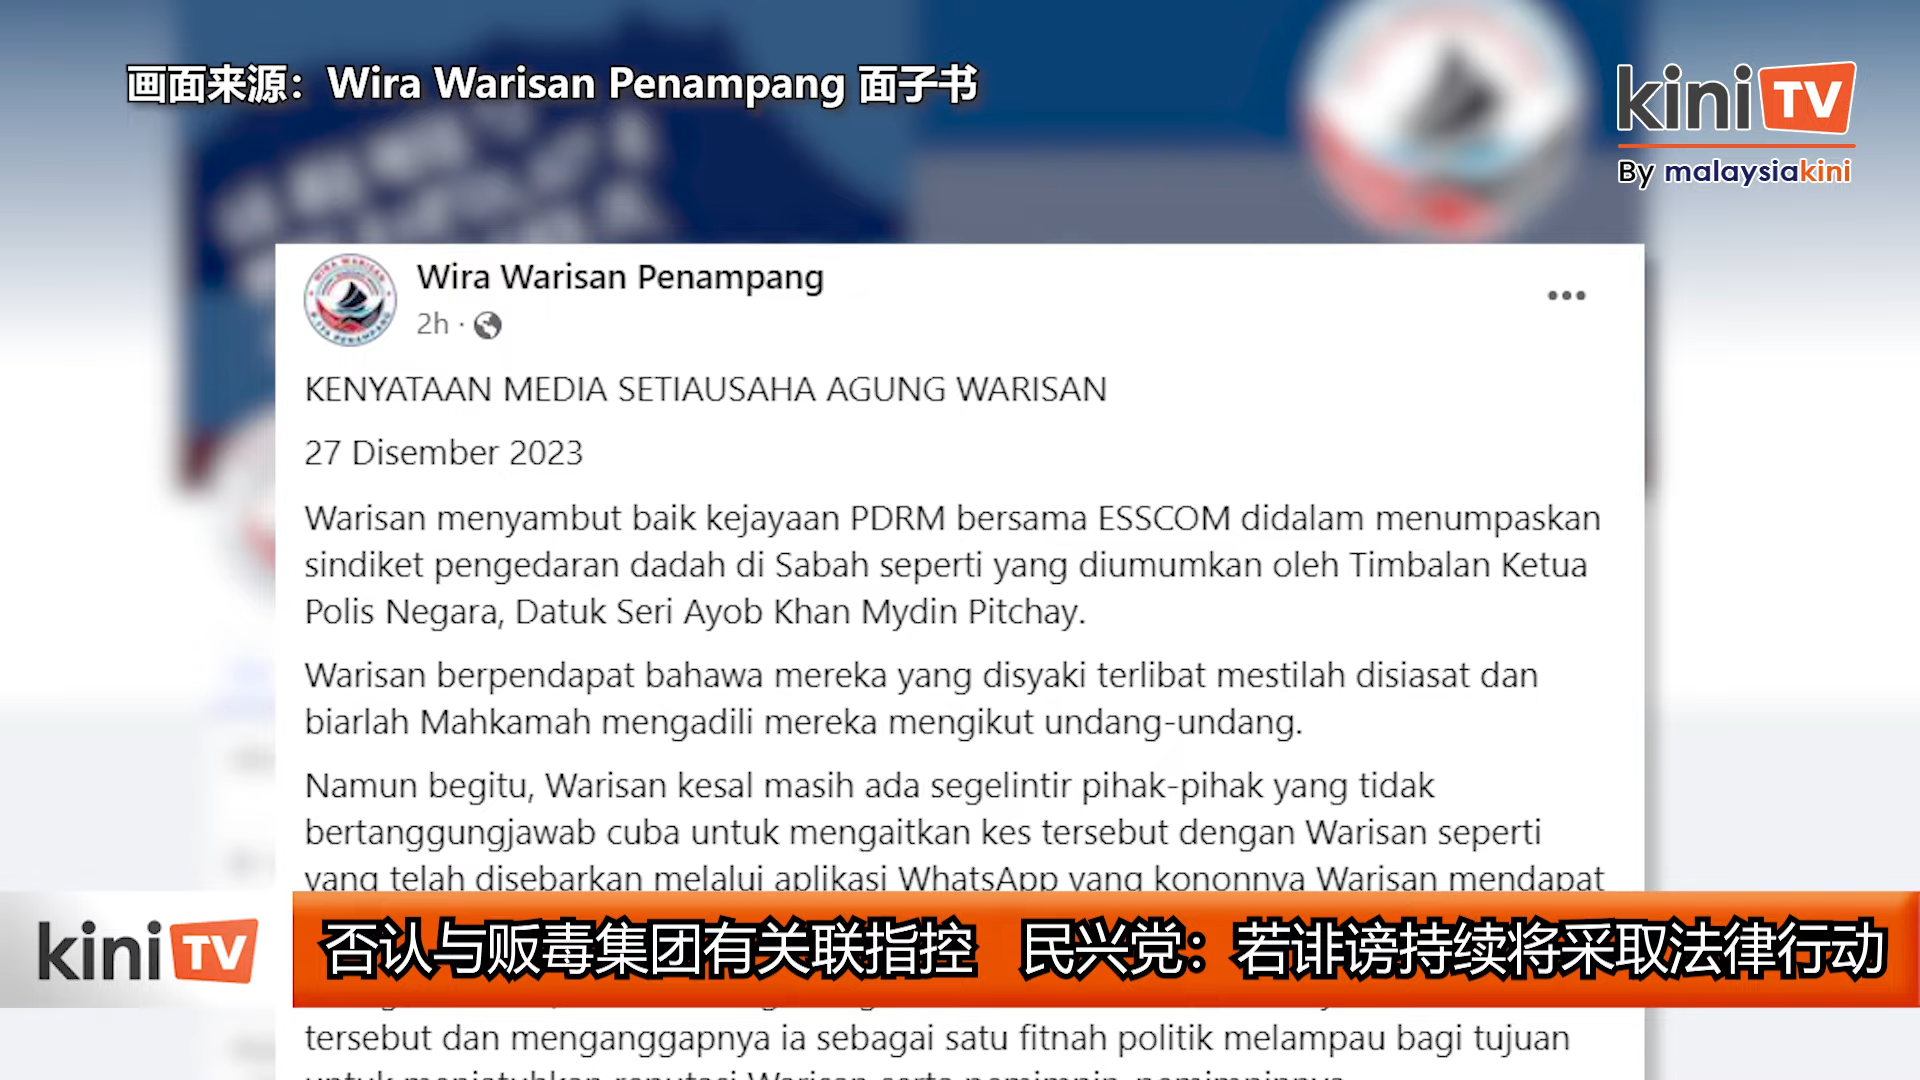 画面来源：Wira Warisan Penampang 面子书
kini TV
By malaysiakini
Wira Warisan Penampang
2h ·
KENYATAAN MEDIA SETIAUSAHA AGUNG WARISAN
27 Disember 2023
Warisan menyambut baik kejayaan PDRM bersama ESSCOM didalam menumpaskan
sindiket pengedaran dadah di Sabah seperti yang diumumkan oleh Timbalan Ketua
Polis Negara, Datuk Seri Ayob Khan Mydin Pitchay.
Warisan berpendapat bahawa mereka yang disyaki terlibat mestilah disiasat dan
biarlah Mahkamah mengadili mereka mengikut undang-undang.
Namun begitu, Warisan kesal masih ada segelintir pihak-pihak yang tidak
bertanggungjawab cuba untuk mengaitkan kes tersebut dengan Warisan seperti
yang telah disebarkan melalui aplikasi WhatsApp yang kononnya Warisan mendapat
kini TV
否认与贩毒集团有关联指控 民兴党：若诽谤持续将采取法律行动
tersebut dan menganggapnya ia sebagai satu fitnah politik melampau bagi tujuan